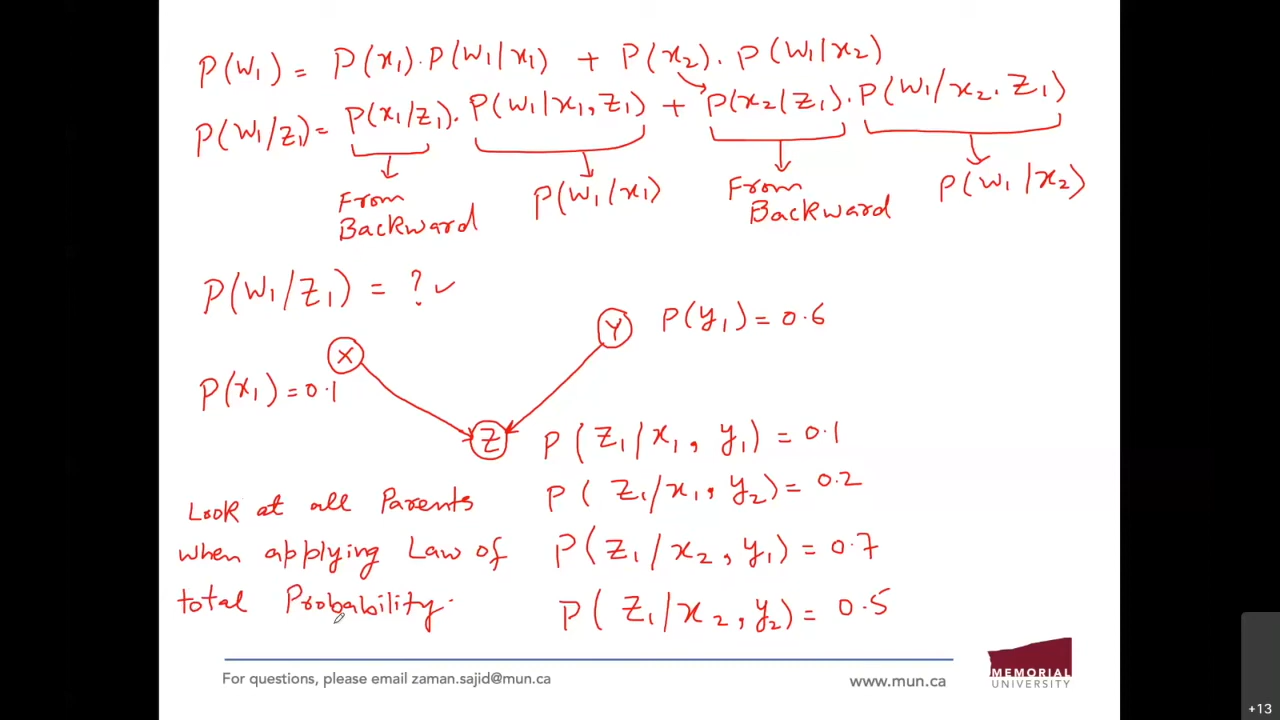 P(W1) = P(x1).P(W1/x1) + P(x2).P(W1/x2)
P(W1/Z1) = P(x1/Z1).P(W1/x1,Z1) + P(x2/Z1).P(W1/x2.Z1)
From Backward
P(W1/x1)
From Backward
P(W1/x2)
P(W1/Z1) = ? ✓
X
Y
P(y1) = 0.6
P(x1) = 0.1
Z
P(Z1/x1, y1) = 0.1
P(Z1/x1, y2) = 0.2
P(Z1/x2, y1) = 0.7
P(Z1/x2, y2) = 0.5
Look at all Parents
when applying Law of
total Probability.
For questions, please email zaman.sajid@mun.ca
www.mun.ca
MEMORIAL
UNIVERSITY
+13